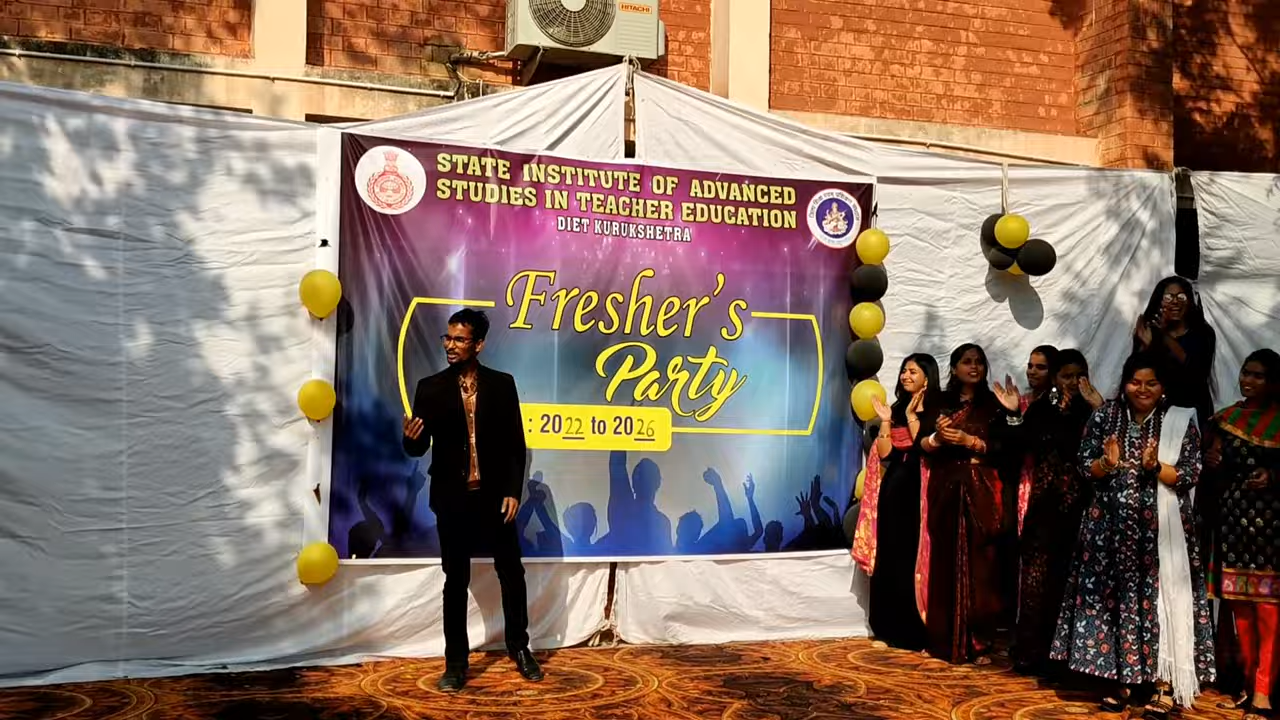 HITACHI
STATE INSTITUTE OF ADVANCED
STUDIES IN TEACHER EDUCATION
DIET KURUKSHETRA
Fresher's
Party
: 2022 to 2026